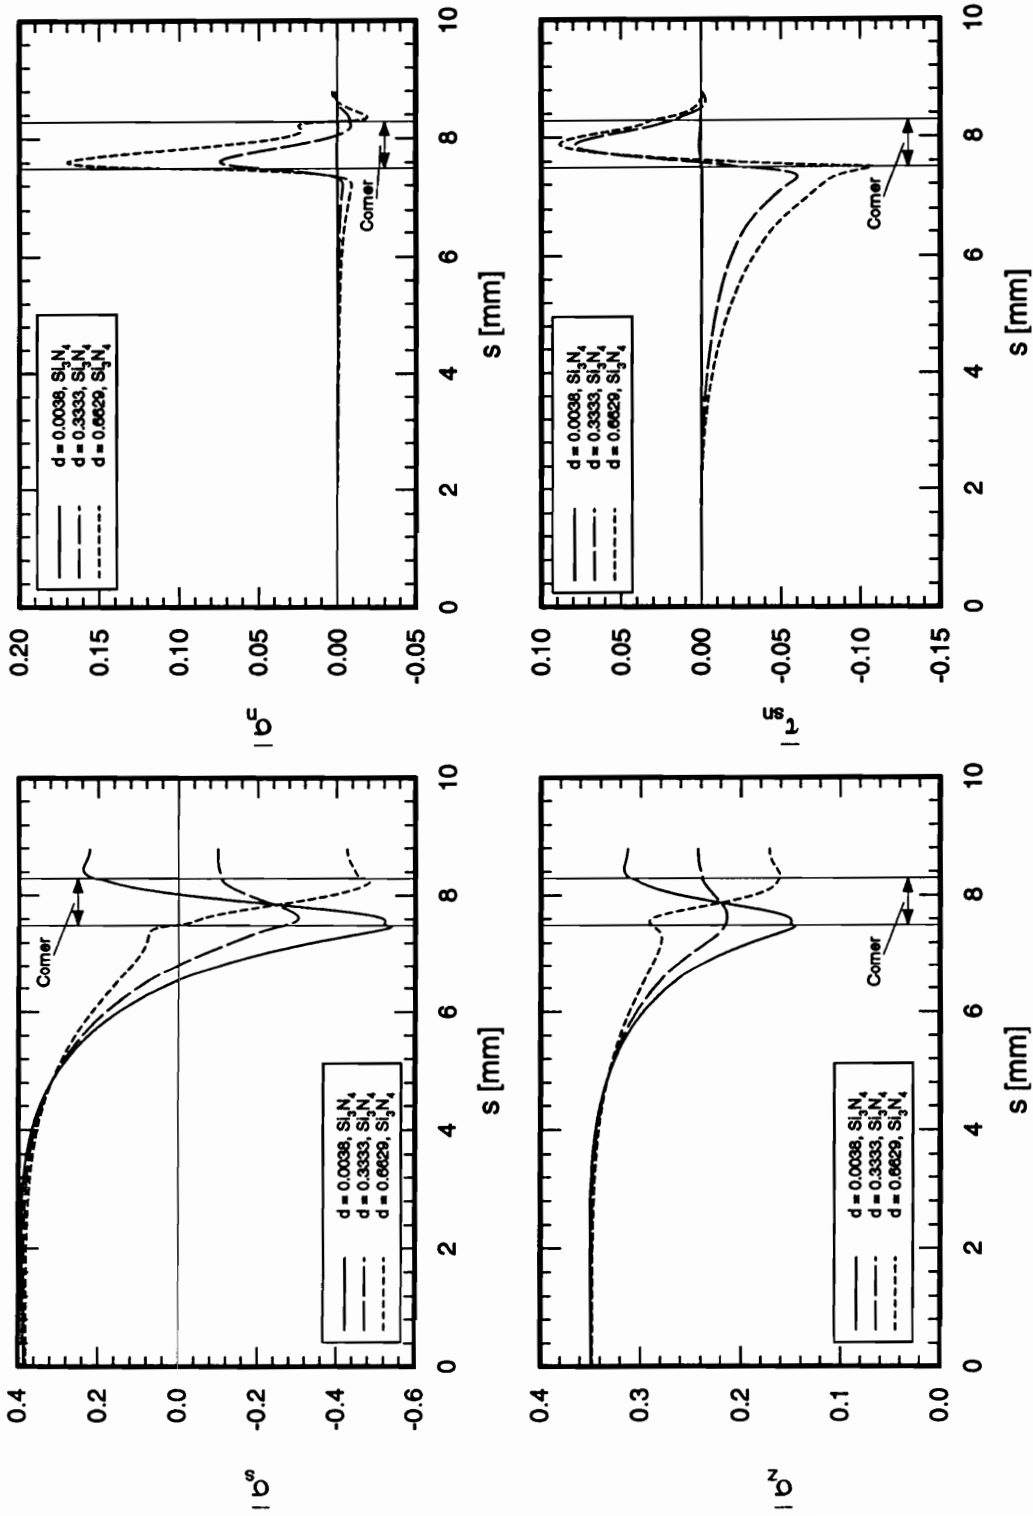 σ̄ₛ
0.4
0.2
0.0
-0.2
-0.4
-0.6
Corner
d = 0.0038, Si₃N₄
d = 0.3333, Si₃N₄
d = 0.6629, Si₃N₄
0 2 4 6 8 10
s [mm]
σ̄ₙ
0.20
0.15
0.10
0.05
0.00
-0.05
d = 0.0038, Si₃N₄
d = 0.3333, Si₃N₄
d = 0.6629, Si₃N₄
Corner
0 2 4 6 8 10
s [mm]
σ̄z
0.4
0.3
0.2
0.1
0.0
d = 0.0038, Si₃N₄
d = 0.3333, Si₃N₄
d = 0.6629, Si₃N₄
Corner
0 2 4 6 8 10
s [mm]
τ̄ₛₙ
0.10
0.05
0.00
-0.05
-0.10
-0.15
d = 0.0038, Si₃N₄
d = 0.3333, Si₃N₄
d = 0.6629, Si₃N₄
Corner
0 2 4 6 8 10
s [mm]